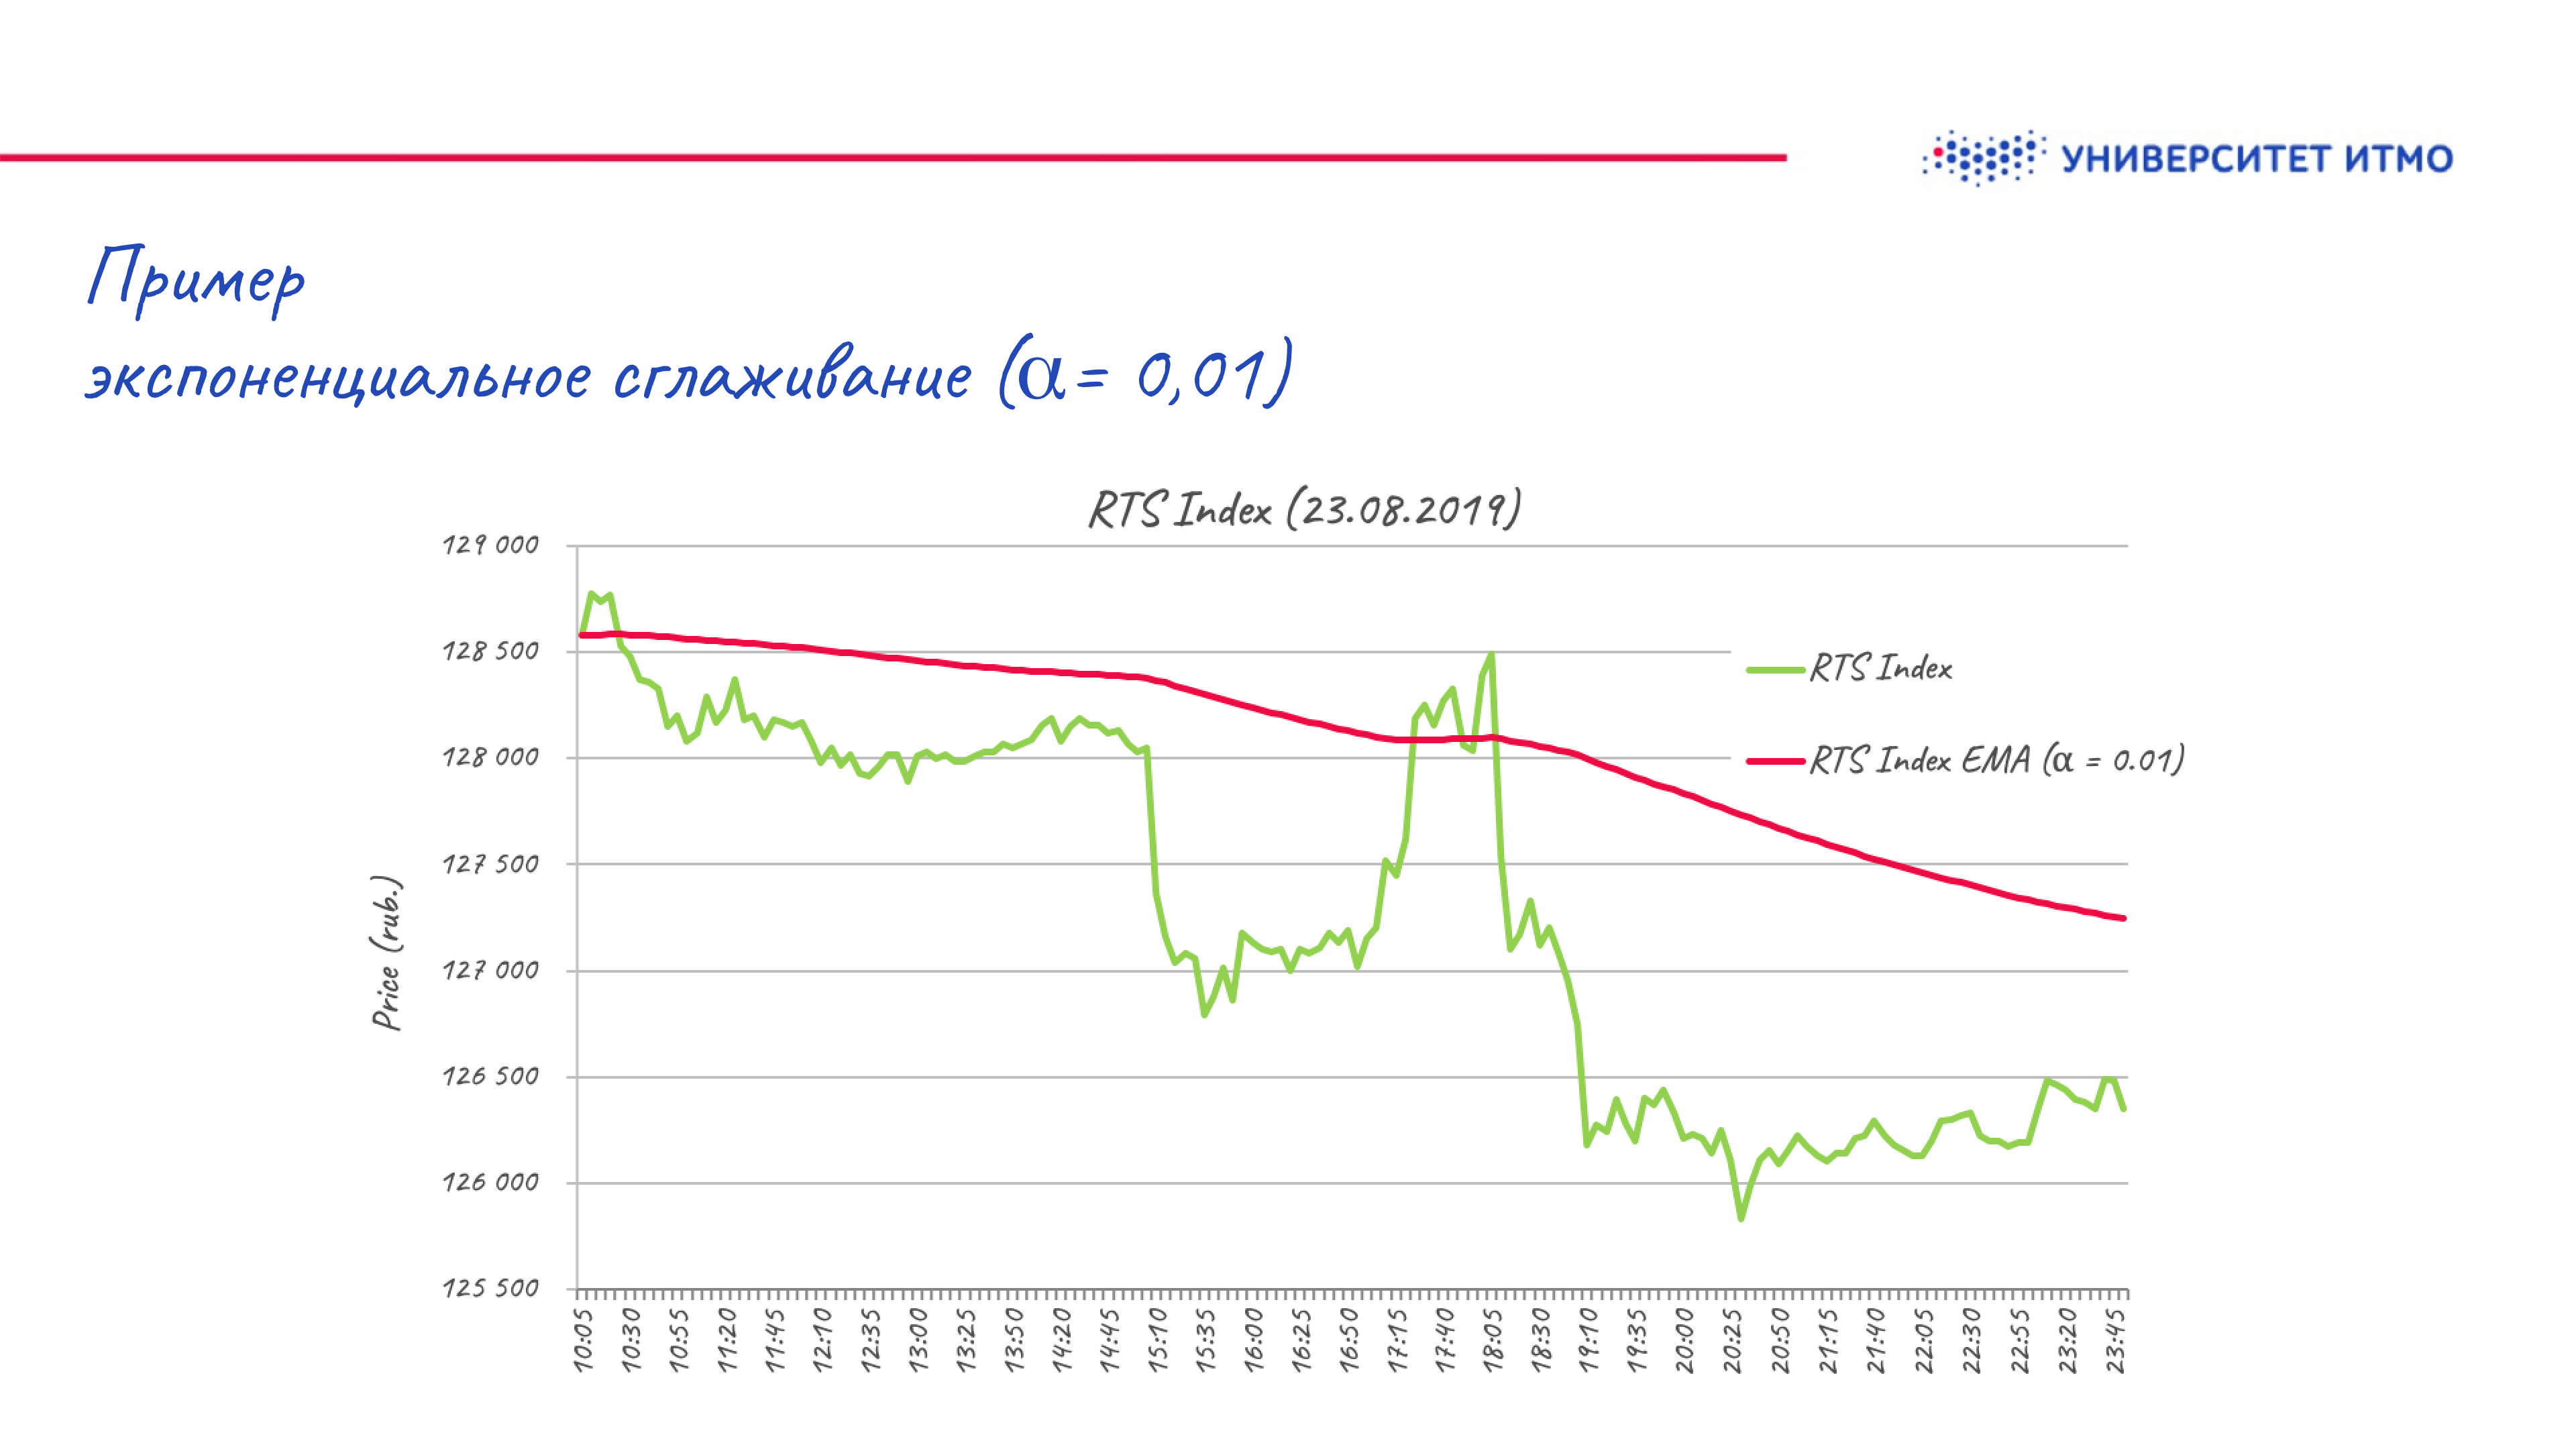 УНИВЕРСИТЕТ ИТМО
Пример
экспоненциальное сглаживание (α= 0,01)
RTS Index (23.08.2019)
129 000
128 500
128 000
127 500
127 000
126 500
126 000
125 500
Price (rub.)
RTS Index
RTS Index EMA (α = 0.01)
10:05 10:30 10:55 11:20 11:45 12:10 12:35 13:00 13:25 13:50 14:20 14:45 15:10 15:35 16:00 16:25 16:50 17:15 17:40 18:05 18:30 19:10 19:35 20:00 20:25 20:50 21:15 21:40 22:05 22:30 22:55 23:20 23:45